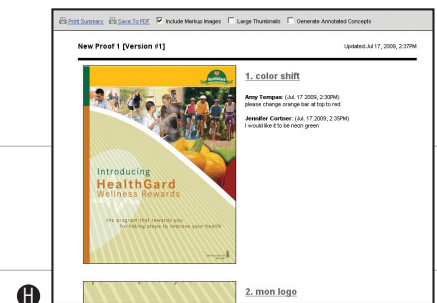 Print Summary Save To PDF Include Markup Images Large Thumbnails Generate Annotated Concepts
New Proof 1 [Version #1] Updated: Jul 17, 2009, 2:37PM
1. color shift
Amy Tempas: (Jul. 17 2009, 2:30PM)
please change orange bar at top to red
Jennifer Cortner: (Jul. 17 2009, 2:35PM)
I would like it to be neon green
Introducing
HealthGard
Wellness Rewards
the program that rewards you
for taking steps to improve your health
2. mon logo
H